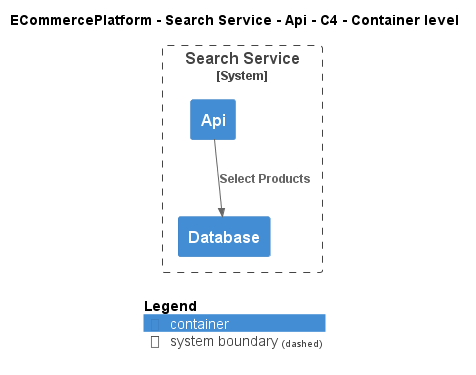 ECommercePlatform - Search Service - Api - C4 - Container level
Search Service
[System]
Api
Select Products
Database
Legend
container
system boundary (dashed)